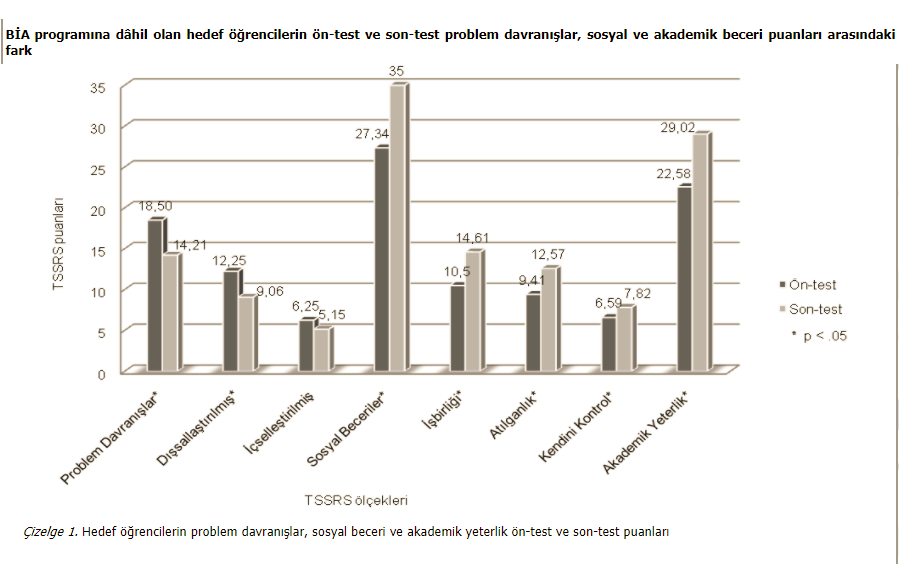 BİA programına dâhil olan hedef öğrencilerin ön-test ve son-test problem davranışlar, sosyal ve akademik beceri puanları arasındaki
fark
35
30
25
20
15
10
5
0
TSSRS puanları
18,50
14,21
12,25
9,06
6,25
5,15
27,34
35
10,5
14,61
9,41
12,57
6,59
7,82
22,58
29,02
Problem Davranışlar*
Dışsallaştırılmış*
İçselleştirilmiş
Sosyal Beceriler*
İşbirliği*
Atılganlık*
Kendini Kontrol*
Akademik Yeterlik*
TSSRS ölçekleri
Ön-test
Son-test
* p < .05
Çizelge 1. Hedef öğrencilerin problem davranışlar, sosyal beceri ve akademik yeterlik ön-test ve son-test puanları